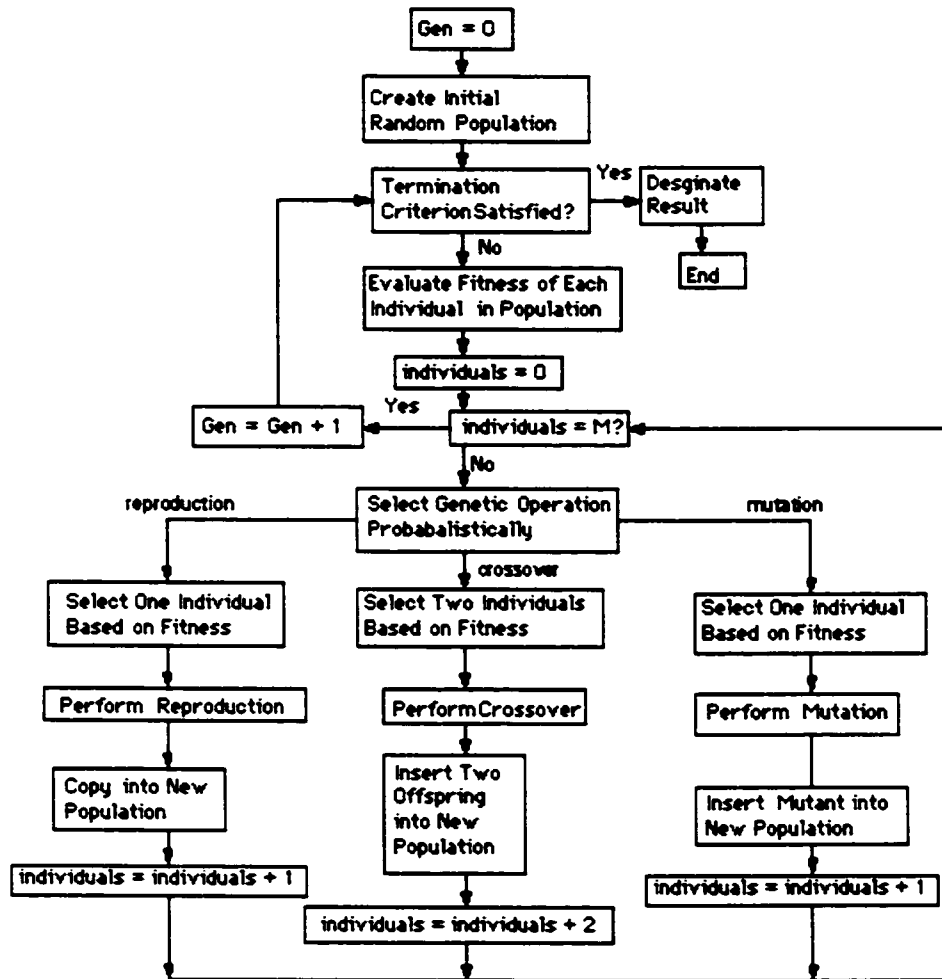 Gen = 0
Create Initial
Random Population
Termination
Criterion Satisfied?
Yes
Desginate
Result
End
No
Evaluate Fitness of Each
Individual in Population
individuals = 0
Gen = Gen + 1
Yes
individuals = M?
No
reproduction
Select Genetic Operation
Probabalistically
mutation
crossover
Select One Individual
Based on Fitness
Select Two Individuals
Based on Fitness
Select One Individual
Based on Fitness
Perform Reproduction
Perform Crossover
Perform Mutation
Copy into New
Population
Insert Two
Offspring
into New
Population
Insert Mutant into
New Population
individuals = individuals + 1
individuals = individuals + 2
individuals = individuals + 1